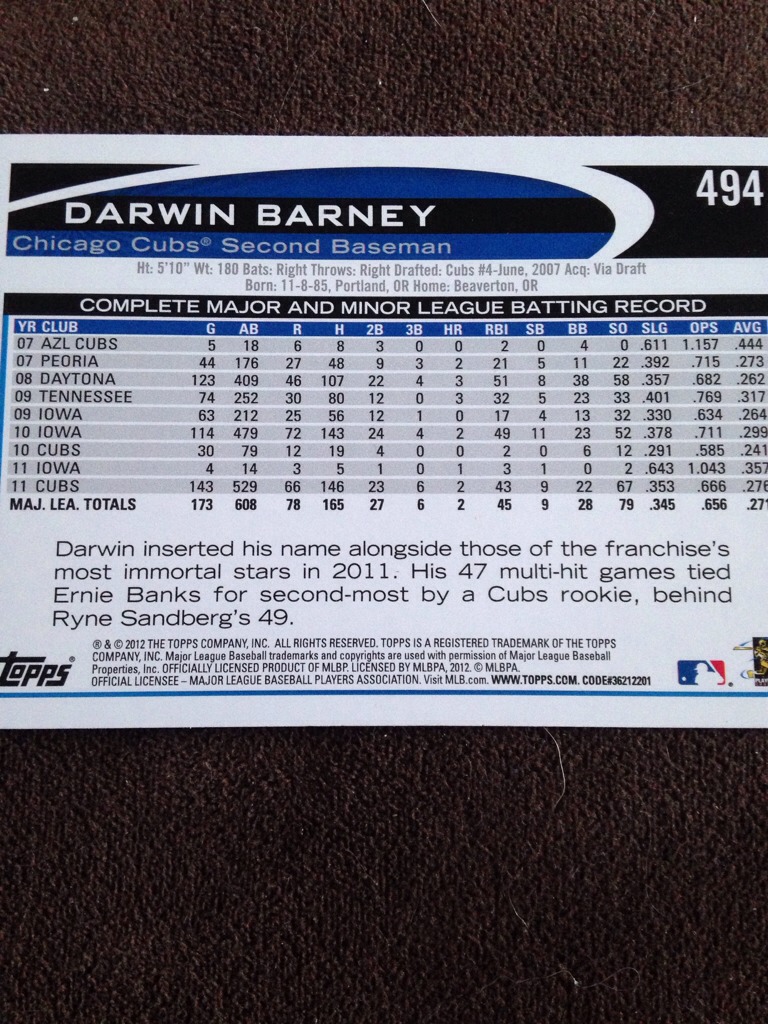 494
DARWIN BARNEY
Chicago Cubs® Second Baseman
Ht: 5'10" Wt: 180 Bats: Right Throws: Right Drafted: Cubs #4-June, 2007 Acq: Via Draft
Born: 11-8-85, Portland, OR Home: Beaverton, OR
COMPLETE MAJOR AND MINOR LEAGUE BATTING RECORD
YR CLUB G AB R H 2B 3B HR RBI SB BB SO SLG OPS AVG
07 AZL CUBS 5 18 6 8 3 0 0 2 0 4 0 .611 1.157 .444
07 PEORIA 44 176 27 48 9 3 2 21 5 11 22 .392 .715 .273
08 DAYTONA 123 409 46 107 22 4 3 51 8 38 58 .357 .682 .262
09 TENNESSEE 74 252 30 80 12 0 3 32 5 23 33 .401 .769 .317
09 IOWA 63 212 25 56 12 1 0 17 4 13 32 .330 .634 .264
10 IOWA 114 479 72 143 24 4 2 49 11 23 52 .378 .711 .299
10 CUBS 30 79 12 19 4 0 0 2 0 6 12 .291 .585 .241
11 IOWA 4 14 3 5 1 0 1 3 1 0 2 .643 1.043 .357
11 CUBS 143 529 66 146 23 6 2 43 9 22 67 .353 .666 .276
MAJ. LEA. TOTALS 173 608 78 165 27 6 2 45 9 28 79 .345 .656 .271
Darwin inserted his name alongside those of the franchise's
most immortal stars in 2011. His 47 multi-hit games tied
Ernie Banks for second-most by a Cubs rookie, behind
Ryne Sandberg's 49.
Topps®
® & © 2012 THE TOPPS COMPANY, INC. ALL RIGHTS RESERVED. TOPPS IS A REGISTERED TRADEMARK OF THE TOPPS
COMPANY, INC. Major League Baseball trademarks and copyrights are used with permission of Major League Baseball
Properties, Inc. OFFICIALLY LICENSED PRODUCT OF MLBP. LICENSED BY MLBPA, 2012. © MLBPA.
OFFICIAL LICENSEE – MAJOR LEAGUE BASEBALL PLAYERS ASSOCIATION. Visit MLB.com. WWW.TOPPS.COM. CODE#36212201